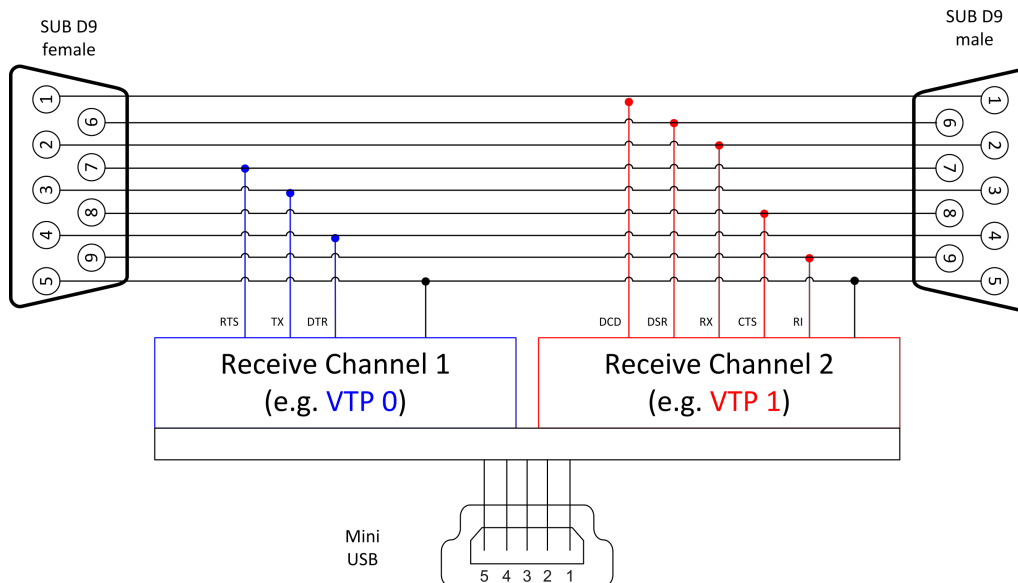 SUB D9
female
SUB D9
male
1
6
2
7
3
8
4
9
5
1
6
2
7
3
8
4
9
5
RTS
TX
DTR
DCD
DSR
RX
CTS
RI
Receive Channel 1
(e.g. VTP 0)
Receive Channel 2
(e.g. VTP 1)
Mini
USB
5 4 3 2 1